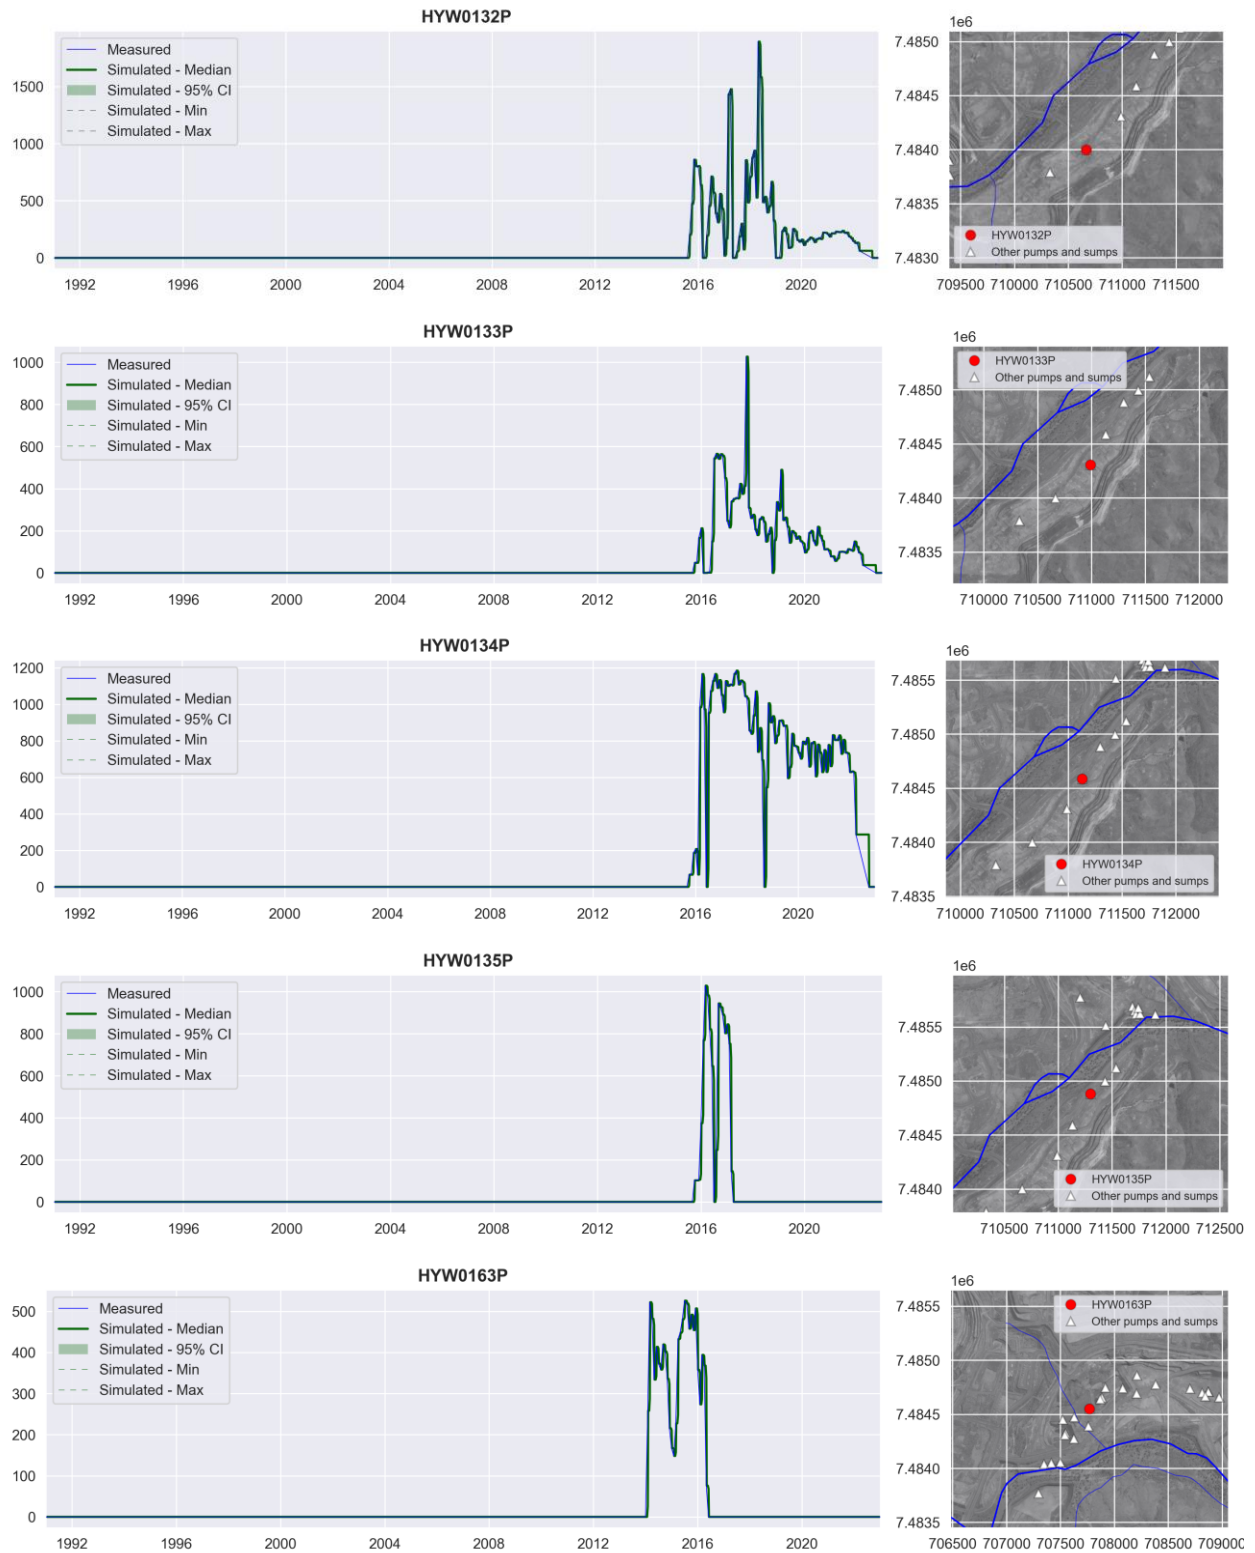 HYW0132P
Measured
Simulated - Median
Simulated - 95% CI
Simulated - Min
Simulated - Max
1500
1000
500
0
1992 1996 2000 2004 2008 2012 2016 2020
1e6
7.4850
7.4845
7.4840
7.4835
7.4830
HYW0132P
Other pumps and sumps
709500 710000 710500 711000 711500
HYW0133P
Measured
Simulated - Median
Simulated - 95% CI
Simulated - Min
Simulated - Max
1000
800
600
400
200
0
1992 1996 2000 2004 2008 2012 2016 2020
1e6
HYW0133P
Other pumps and sumps
7.4850
7.4845
7.4840
7.4835
710000 710500 711000 711500 712000
HYW0134P
Measured
Simulated - Median
Simulated - 95% CI
Simulated - Min
Simulated - Max
1200
1000
800
600
400
200
0
1992 1996 2000 2004 2008 2012 2016 2020
1e6
7.4855
7.4850
7.4845
7.4840
7.4835
HYW0134P
Other pumps and sumps
710000 710500 711000 711500 712000
HYW0135P
Measured
Simulated - Median
Simulated - 95% CI
Simulated - Min
Simulated - Max
1000
800
600
400
200
0
1992 1996 2000 2004 2008 2012 2016 2020
1e6
7.4855
7.4850
7.4845
7.4840
HYW0135P
Other pumps and sumps
710500 711000 711500 712000 712500
HYW0163P
Measured
Simulated - Median
Simulated - 95% CI
Simulated - Min
Simulated - Max
500
400
300
200
100
0
1992 1996 2000 2004 2008 2012 2016 2020
1e6
HYW0163P
Other pumps and sumps
7.4855
7.4850
7.4845
7.4840
7.4835
706500 707000 707500 708000 708500 709000